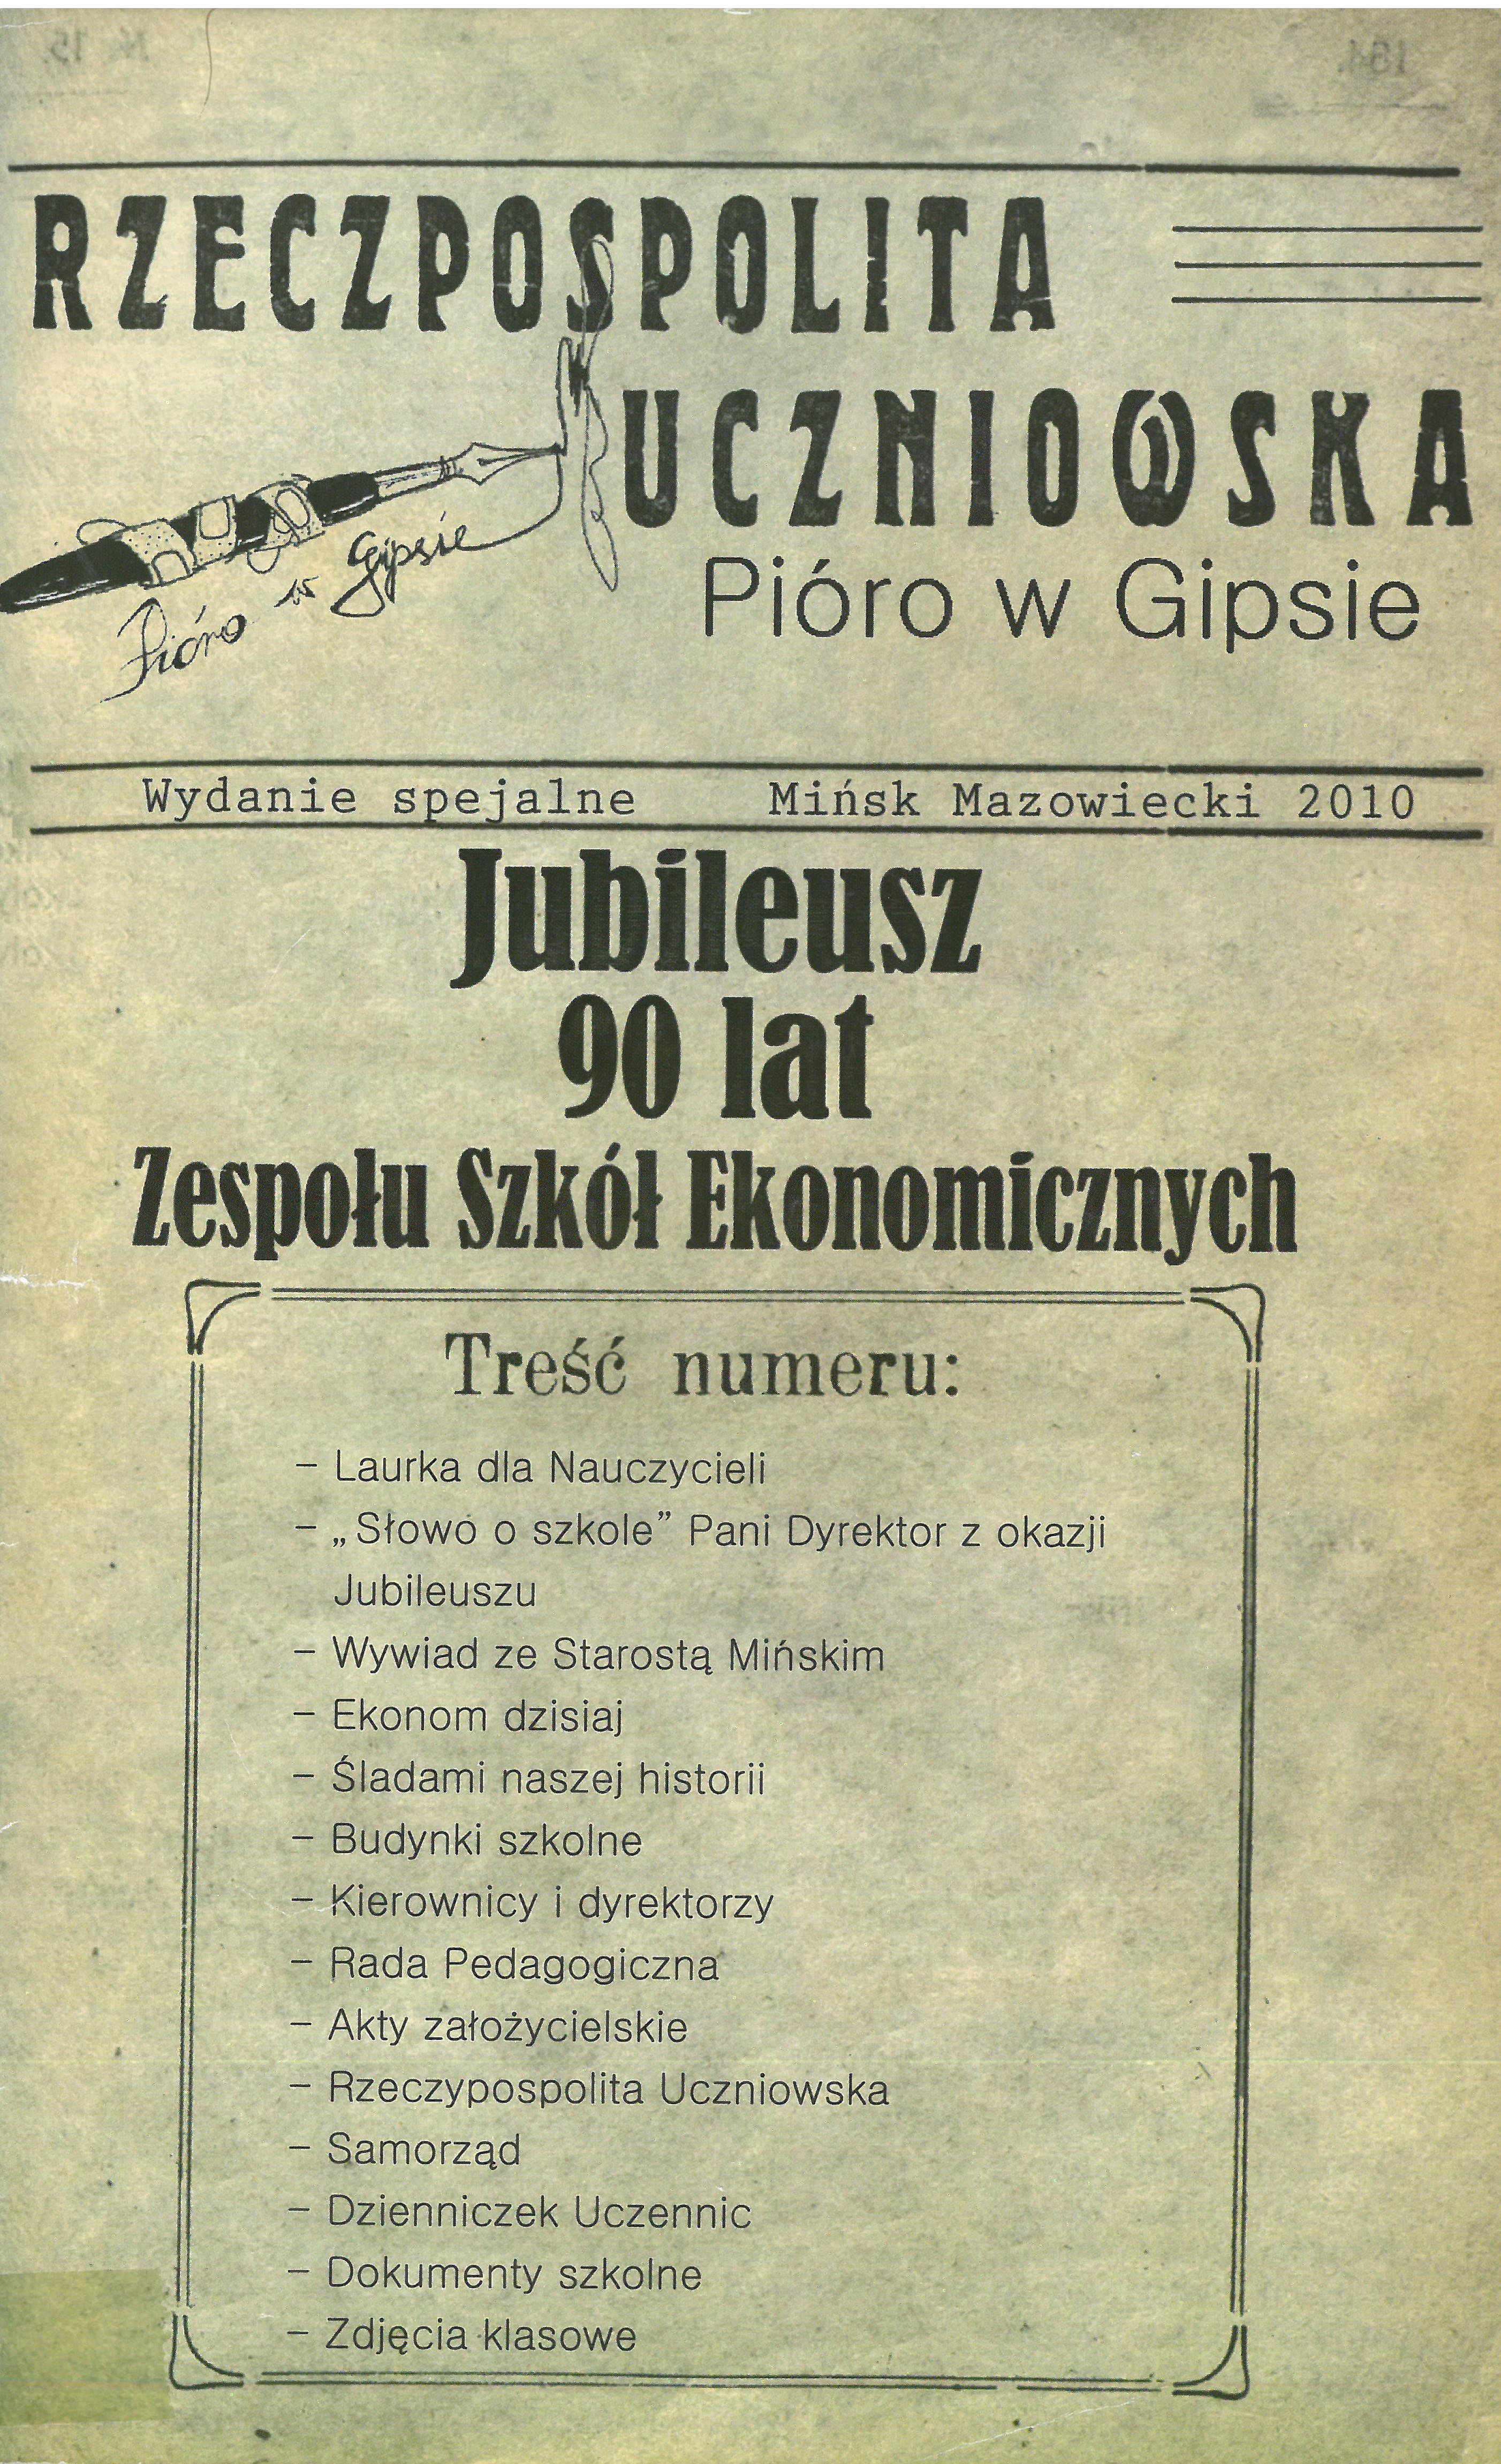 RZECZPOSPOLITA
UCZNIOWSKA
Pióro w Gipsie
Pióro w Gipsie
Wydanie spejalne Mińsk Mazowiecki 2010
Jubileusz
90 lat
Zespołu Szkół Ekonomicznych
Treść numeru:
– Laurka dla Nauczycieli
– „Słowo o szkole” Pani Dyrektor z okazji
Jubileuszu
– Wywiad ze Starostą Mińskim
– Ekonom dzisiaj
– Śladami naszej historii
– Budynki szkolne
– Kierownicy i dyrektorzy
– Rada Pedagogiczna
– Akty założycielskie
– Rzeczypospolita Uczniowska
– Samorząd
– Dzienniczek Uczennic
– Dokumenty szkolne
– Zdjęcia klasowe